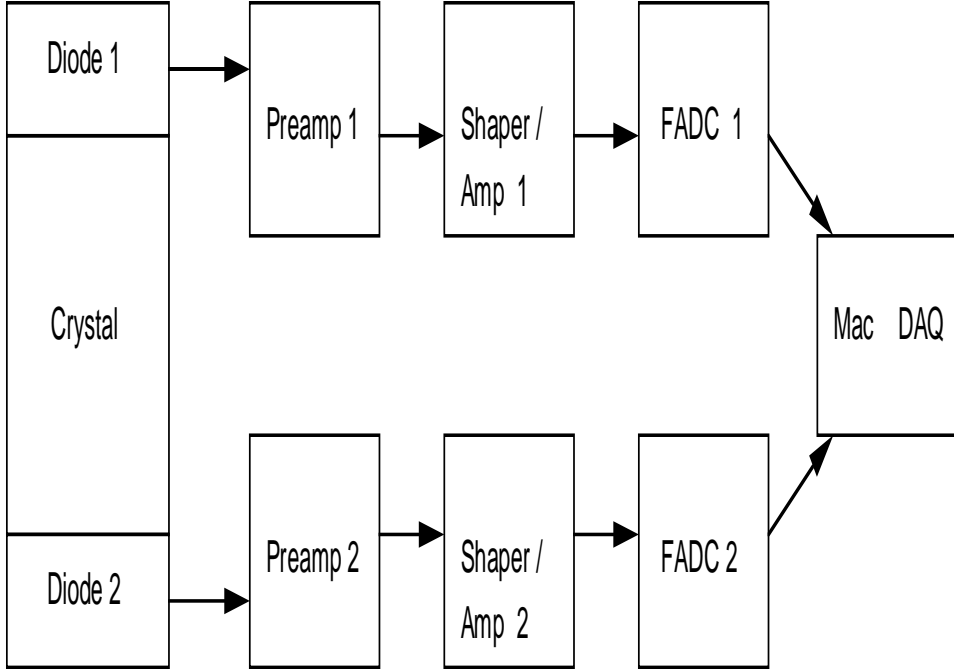 Diode 1
Preamp 1
Shaper /
Amp 1
FADC 1
Crystal
Mac DAQ
Diode 2
Preamp 2
Shaper /
Amp 2
FADC 2